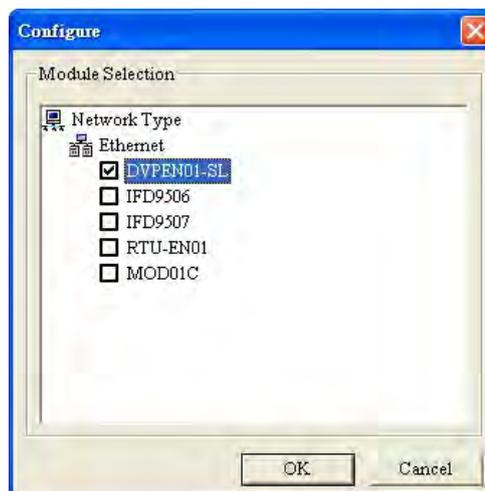 Configure
Module Selection
Network Type
Ethernet
DVPEN01-SL
IFD9506
IFD9507
RTU-EN01
MOD01C
OK
Cancel